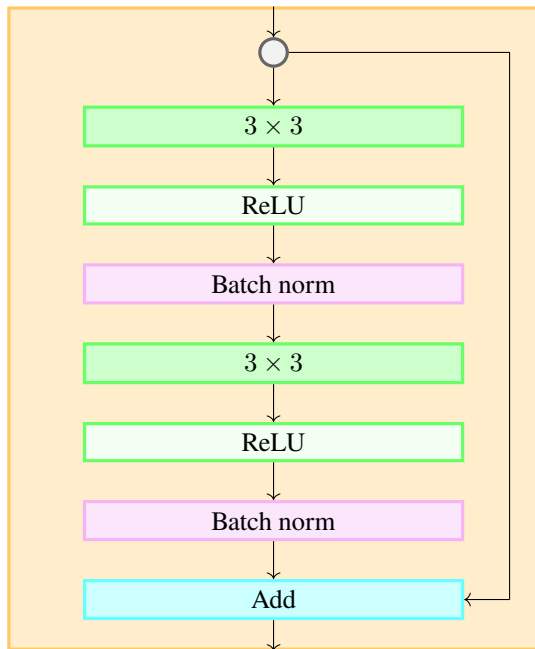 3 × 3
ReLU
Batch norm
3 × 3
ReLU
Batch norm
Add